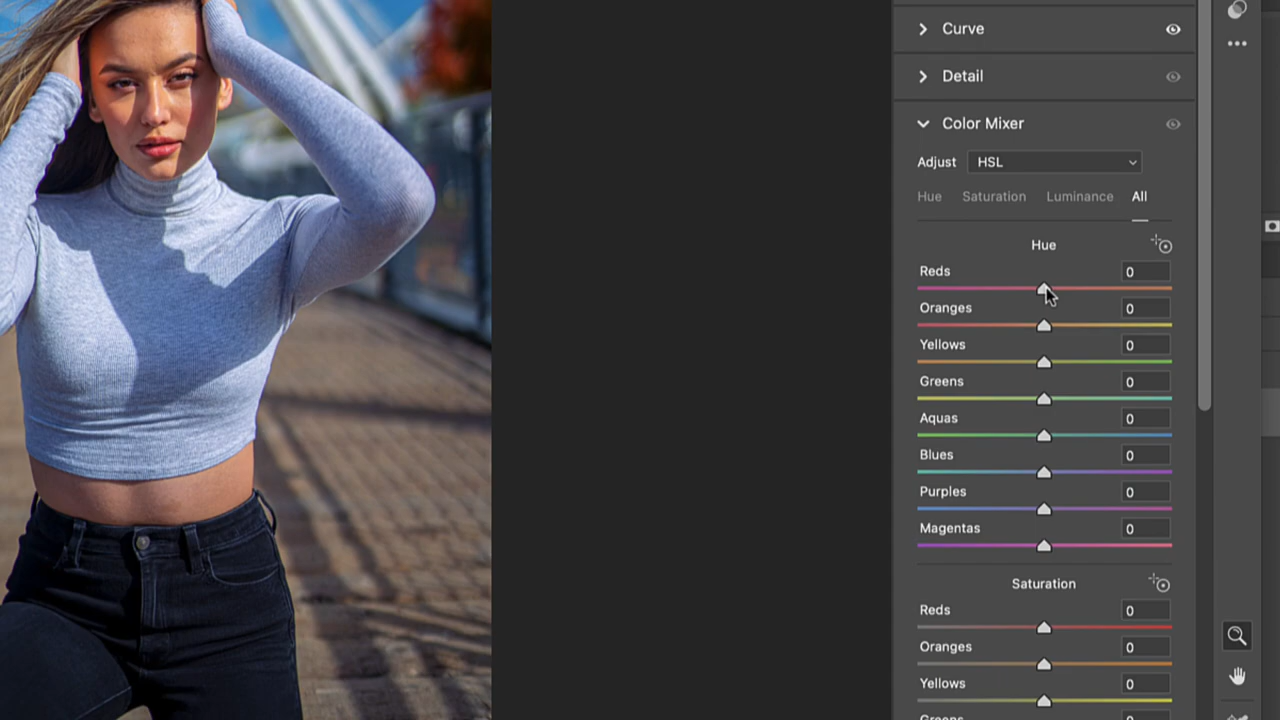 Curve
Detail
Color Mixer
Adjust HSL
Hue Saturation Luminance All
Hue
Reds 0
Oranges 0
Yellows 0
Greens 0
Aquas 0
Blues 0
Purples 0
Magentas 0
Saturation
Reds 0
Oranges 0
Yellows 0
Greens